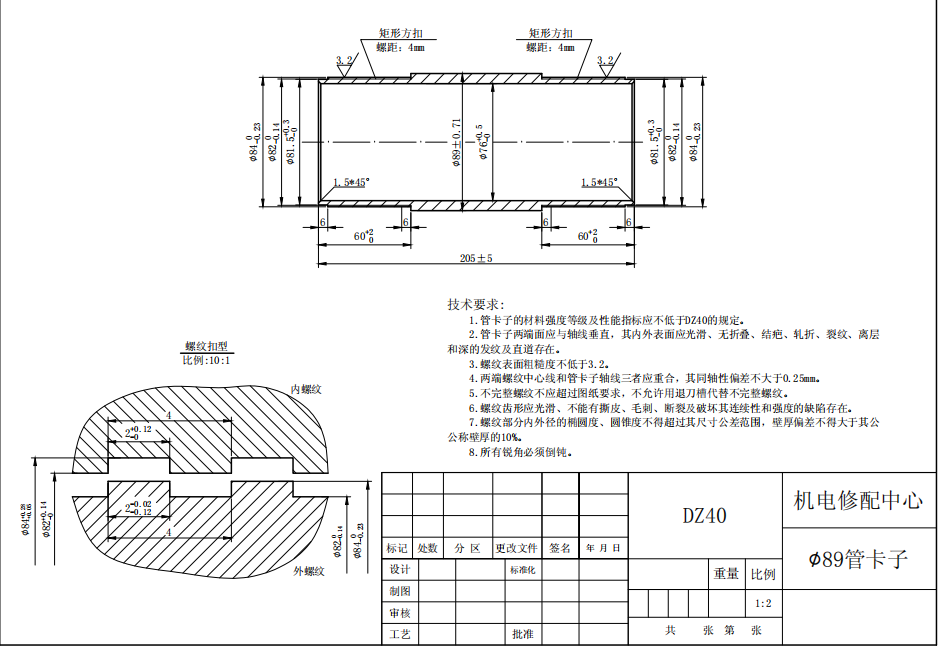 矩形方扣
螺距：4mm
矩形方扣
螺距：4mm
3.2
3.2
φ84 0 -0.23
φ82 0 -0.14
φ81.5 +0.3 -0
φ89±0.71
φ76 +0.5 -0
φ81.5 +0.3 -0
φ82 0 -0.14
φ84 0 -0.23
1.5*45°
1.5*45°
6
6
6
6
60 +2 0
60 +2 0
205±5
技术要求:
1.管卡子的材料强度等级及性能指标应不低于DZ40的规定。
2.管卡子两端面应与轴线垂直，其内外表面应光滑、无折叠、结疤、轧折、裂纹、离层
和深的发纹及直道存在。
3.螺纹表面粗糙度不低于3.2。
4.两端螺纹中心线和管卡子轴线三者应重合，其同轴性偏差不大于0.25mm。
5.不完整螺纹不应超过图纸要求，不允许用退刀槽代替不完整螺纹。
6.螺纹齿形应光滑、不能有撕皮、毛刺、断裂及破坏其连续性和强度的缺陷存在。
7.螺纹部分内外径的椭圆度、圆锥度不得超过其尺寸公差范围，壁厚偏差不得大于其公
公称壁厚的10%。
8.所有锐角必须倒钝。
螺纹扣型
比例:10:1
内螺纹
4
2 +0.12 -0
2 -0.02 -0.12
4
φ82 +0.14 -0
φ82 0 -0.14
φ84 0 -0.23
外螺纹
DZ40
机电修配中心
φ89管卡子
标记 处数 分 区 更改文件 签名 年 月 日
设计 标准化
重量 比例
制图
1:2
审核
工艺 批准
共 张 第 张